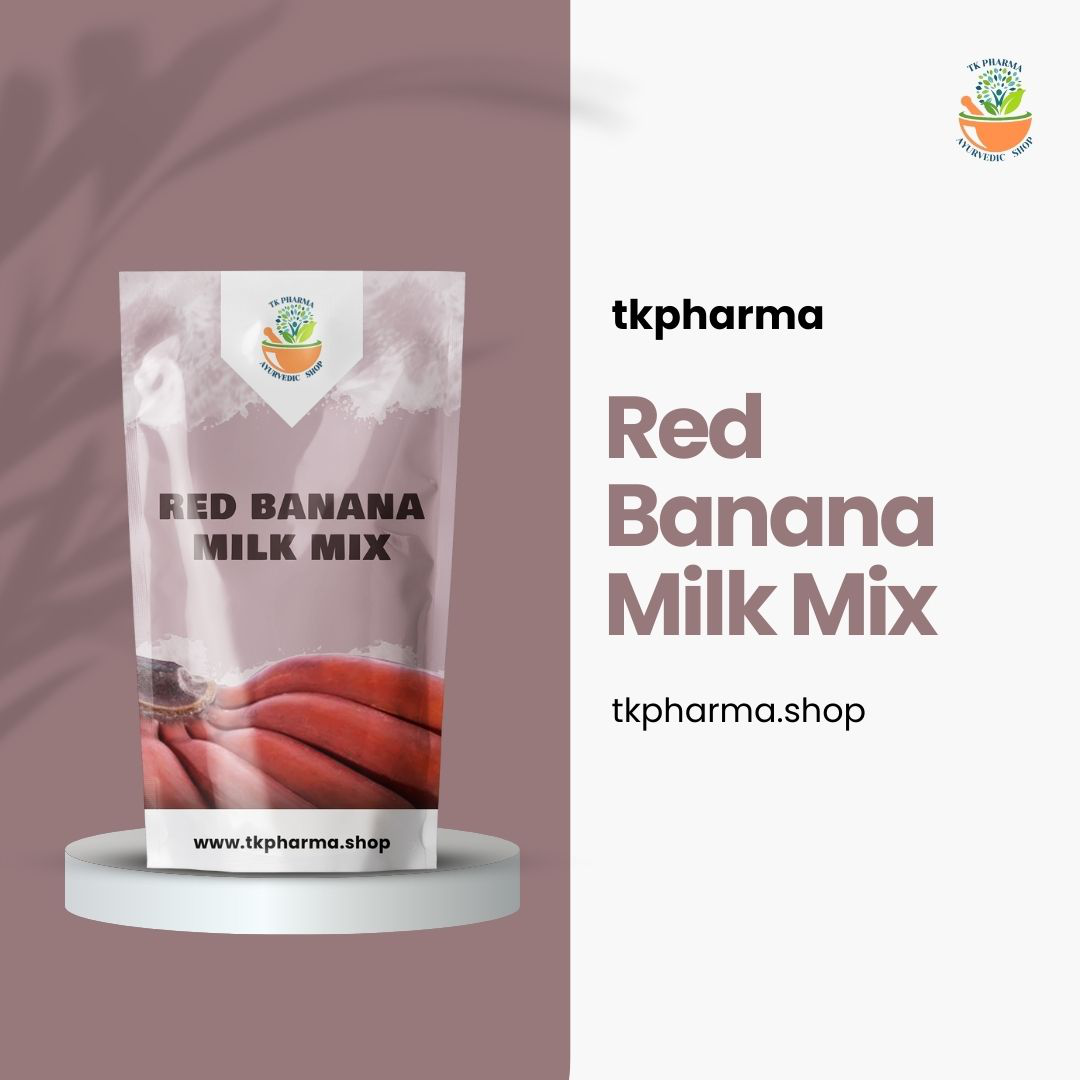 TK PHARMA
AYURVEDIC SHOP
tkpharma
Red
Banana
Milk Mix
tkpharma.shop
TK PHARMA
AYURVEDIC SHOP
RED BANANA
MILK MIX
www.tkpharma.shop